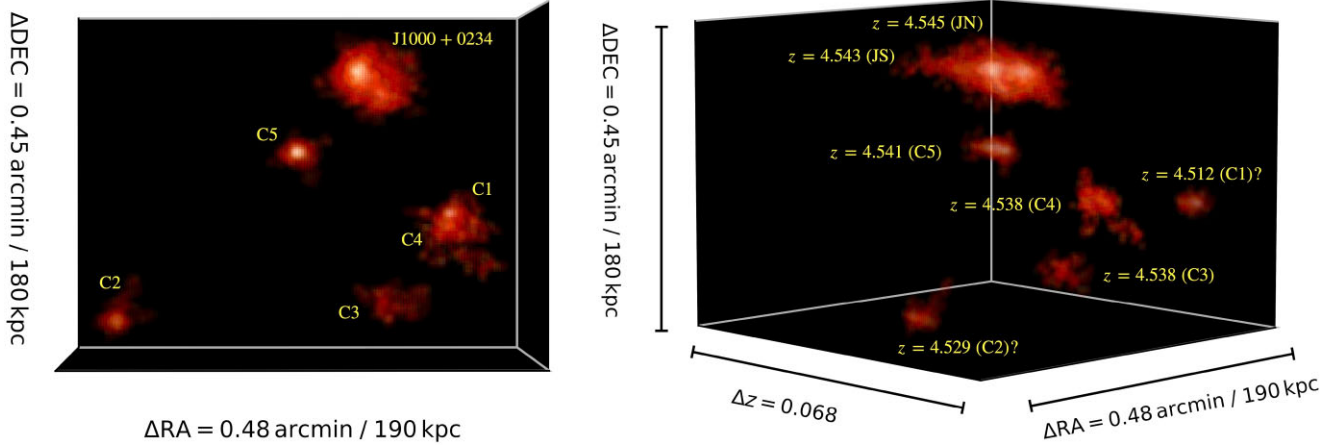 ΔDEC = 0.45 arcmin / 180 kpc
J1000 + 0234
C5
C1
C4
C2
C3
ΔRA = 0.48 arcmin / 190 kpc
ΔDEC = 0.45 arcmin / 180 kpc
z = 4.545 (JN)
z = 4.543 (JS)
z = 4.541 (C5)
z = 4.512 (C1)?
z = 4.538 (C4)
z = 4.538 (C3)
z = 4.529 (C2)?
Δz = 0.068
ΔRA = 0.48 arcmin / 190 kpc